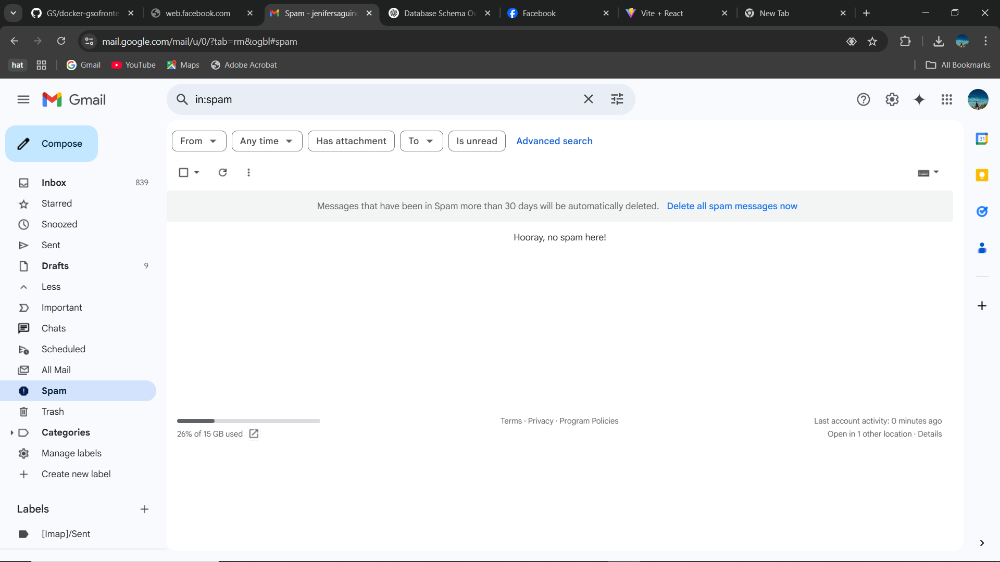 GS/docker-gsofronte
web.facebook.com
Spam - jenifersaguind
Database Schema Ov
Facebook
Vite + React
New Tab
mail.google.com/mail/u/0/?tab=rm&ogbl#spam
hat
Gmail
YouTube
Maps
Adobe Acrobat
All Bookmarks
Gmail
in:spam
Compose
From
Any time
Has attachment
To
Is unread
Advanced search
Inbox 839
Starred
Snoozed
Sent
Drafts 9
Less
Important
Chats
Scheduled
All Mail
Spam
Trash
Categories
Manage labels
Create new label
Labels
[Imap]/Sent
Messages that have been in Spam more than 30 days will be automatically deleted. Delete all spam messages now
Hooray, no spam here!
26% of 15 GB used
Terms · Privacy · Program Policies
Last account activity: 0 minutes ago
Open in 1 other location · Details
31